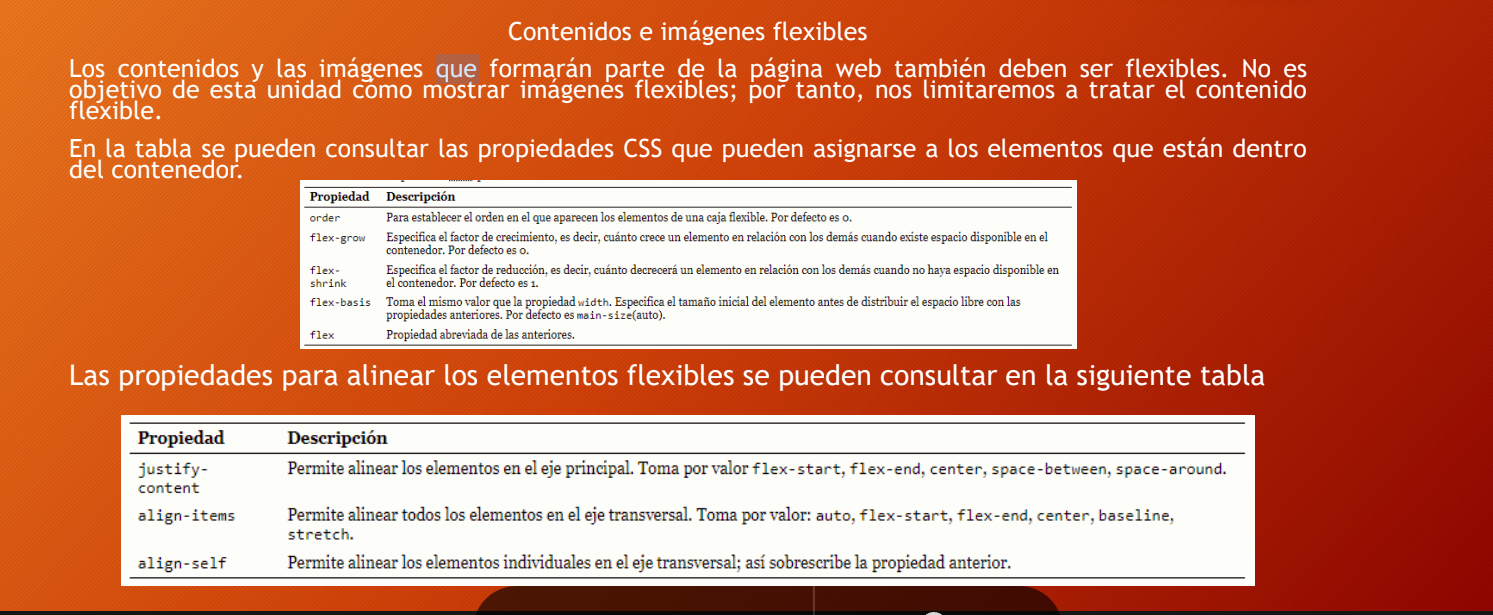 Contenidos e imágenes flexibles
Los contenidos y las imágenes que formarán parte de la página web también deben ser flexibles. No es
objetivo de esta unidad cómo mostrar imágenes flexibles; por tanto, nos limitaremos a tratar el contenido
flexible.
En la tabla se pueden consultar las propiedades CSS que pueden asignarse a los elementos que están dentro
del contenedor.
Propiedad Descripción
order Para establecer el orden en el que aparecen los elementos de una caja flexible. Por defecto es 0.
flex-grow Especifica el factor de crecimiento, es decir, cuánto crece un elemento en relación con los demás cuando existe espacio disponible en el
contenedor. Por defecto es 0.
flex- Especifica el factor de reducción, es decir, cuánto decrecerá un elemento en relación con los demás cuando no haya espacio disponible en
shrink el contenedor. Por defecto es 1.
flex-basis Toma el mismo valor que la propiedad width. Especifica el tamaño inicial del elemento antes de distribuir el espacio libre con las
propiedades anteriores. Por defecto es main-size(auto).
flex Propiedad abreviada de las anteriores.
Las propiedades para alinear los elementos flexibles se pueden consultar en la siguiente tabla
Propiedad Descripción
justify- Permite alinear los elementos en el eje principal. Toma por valor flex-start, flex-end, center, space-between, space-around.
content
align-items Permite alinear todos los elementos en el eje transversal. Toma por valor: auto, flex-start, flex-end, center, baseline,
stretch.
align-self Permite alinear los elementos individuales en el eje transversal; así sobrescribe la propiedad anterior.